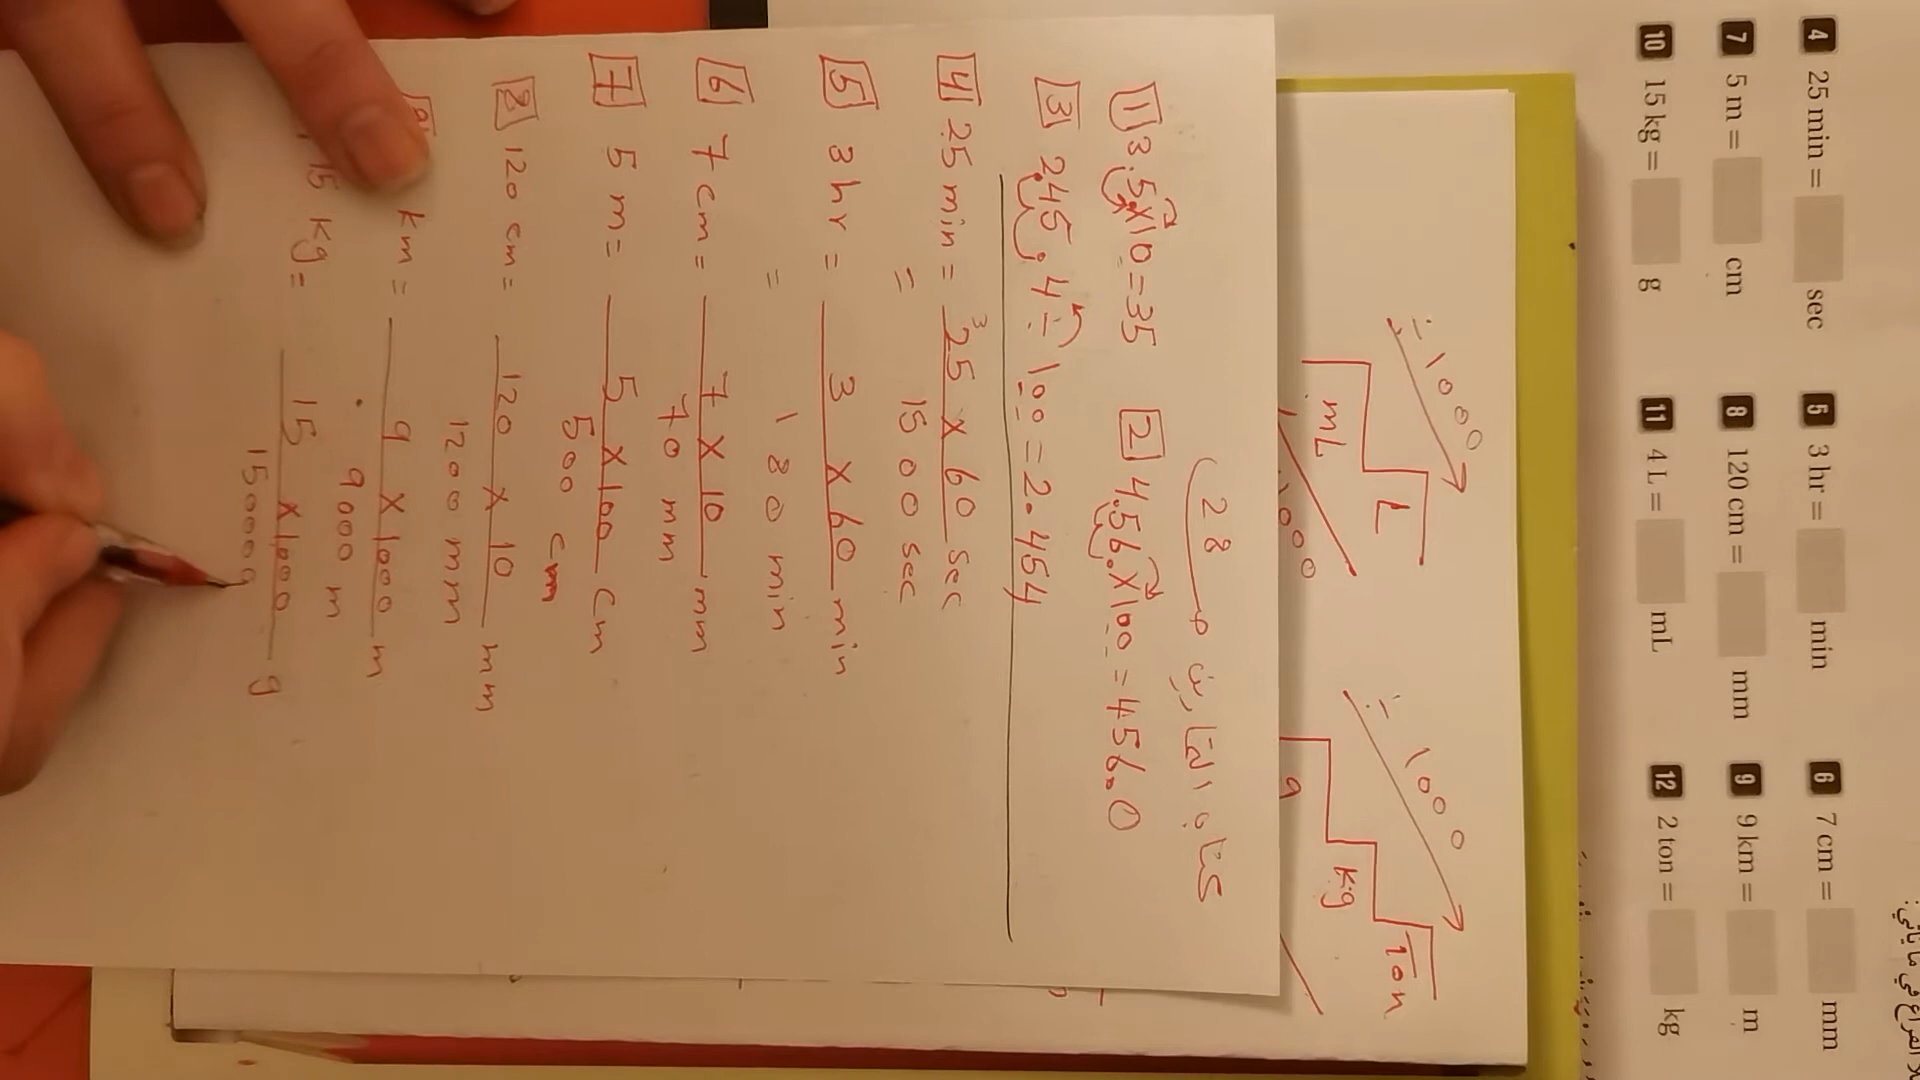 4 25 min = sec 5 3 hr = min 6 7 cm = mm
7 5 m = cm 8 120 cm = mm 9 9 km = m
10 15 kg = g 11 4 L = mL 12 2 ton = kg
÷ 1000 ÷ 1000
mL L g kg Ton
كتاب التمارين ص 28
1 3.5 x 10 = 35 2 4.56 x 100 = 456.0
3 245.4 ÷ 100 = 2.454
4 25 min = 25 x 60 sec
= 1500 sec
5 3 hr = 3 x 60 min
= 180 min
6 7 cm = 7 x 10 mm
70 mm
7 5 m = 5 x 100 cm
500 cm
8 120 cm = 120 x 10 mm
1200 mm
km = 9 x 1000 m
9000 m
15 kg = 15 x 1000 g
15000 g